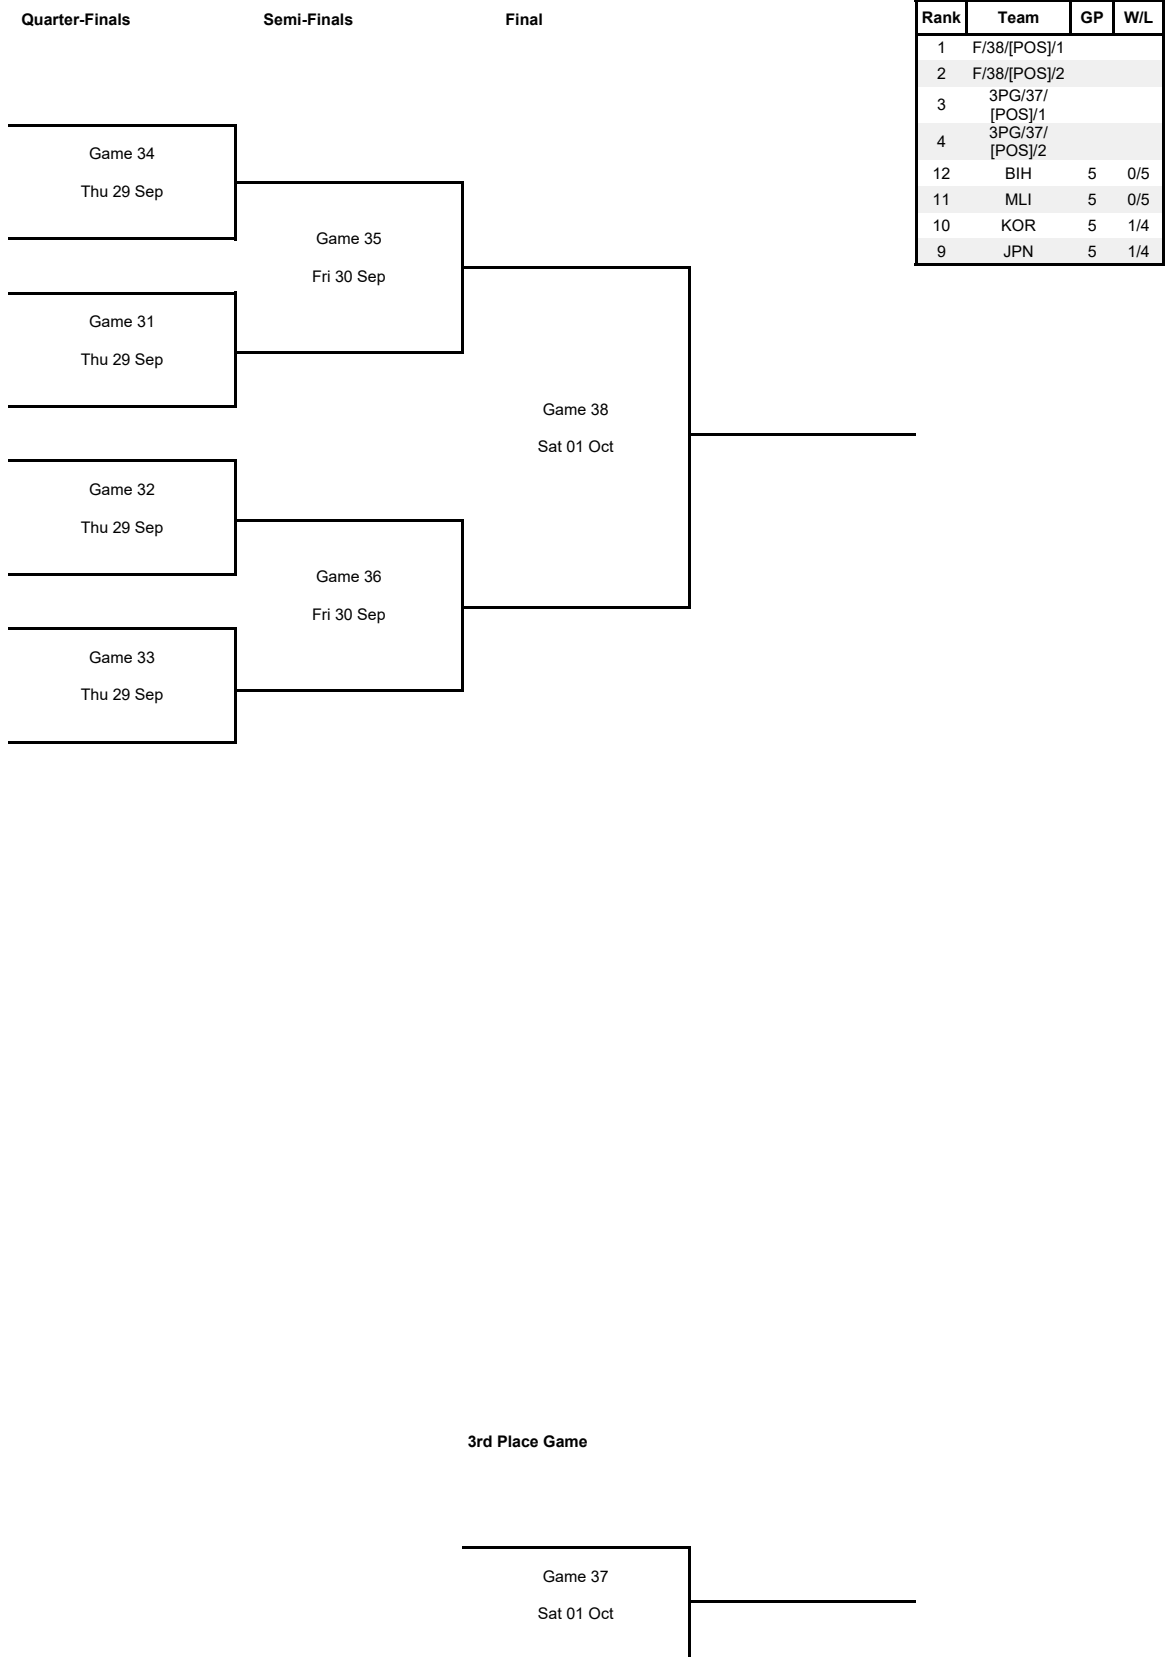 Quarter-Finals Semi-Finals Final
Rank Team GP W/L
1 F/38/[POS]/1
2 F/38/[POS]/2
3 3PG/37/
[POS]/1
4 3PG/37/
[POS]/2
12 BIH 5 0/5
11 MLI 5 0/5
10 KOR 5 1/4
9 JPN 5 1/4
Game 34
Thu 29 Sep
Game 35
Fri 30 Sep
Game 31
Thu 29 Sep
Game 38
Sat 01 Oct
Game 32
Thu 29 Sep
Game 36
Fri 30 Sep
Game 33
Thu 29 Sep
3rd Place Game
Game 37
Sat 01 Oct